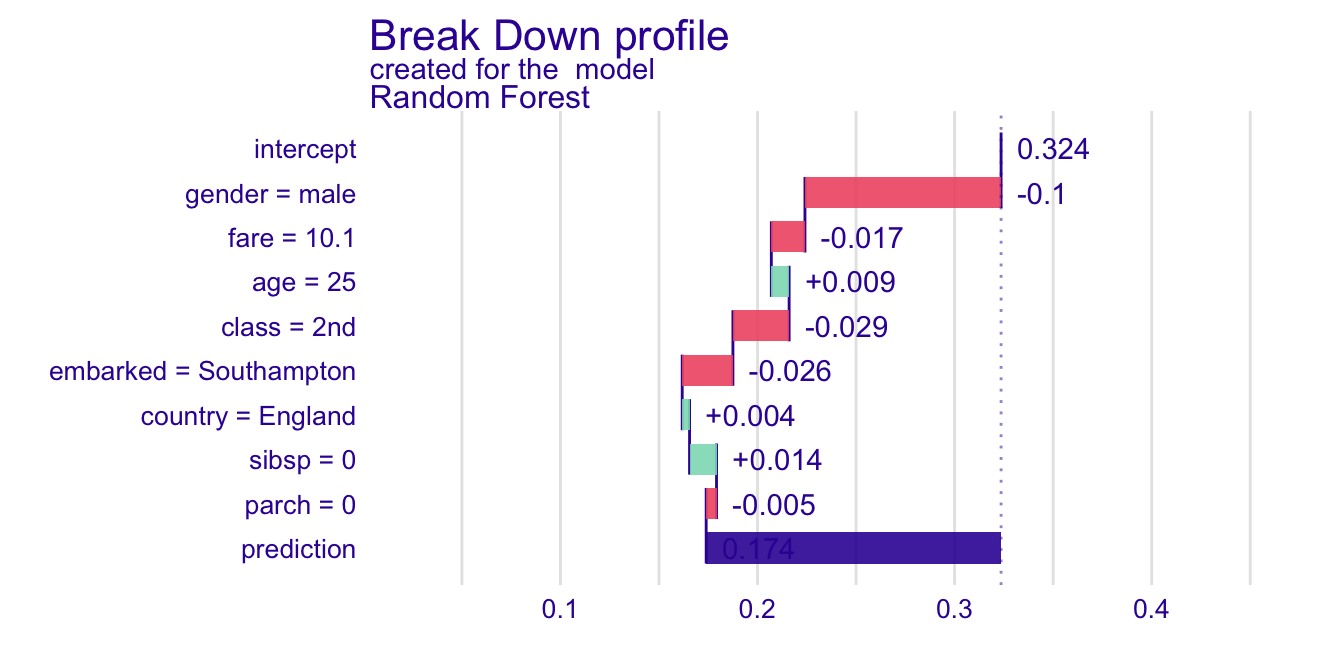 Break Down profile
created for the  model
Random Forest
intercept 0.324
gender = male -0.1
fare = 10.1 -0.017
age = 25 +0.009
class = 2nd -0.029
embarked = Southampton -0.026
country = England +0.004
sibsp = 0 +0.014
parch = 0 -0.005
prediction 0.174
0.1 0.2 0.3 0.4